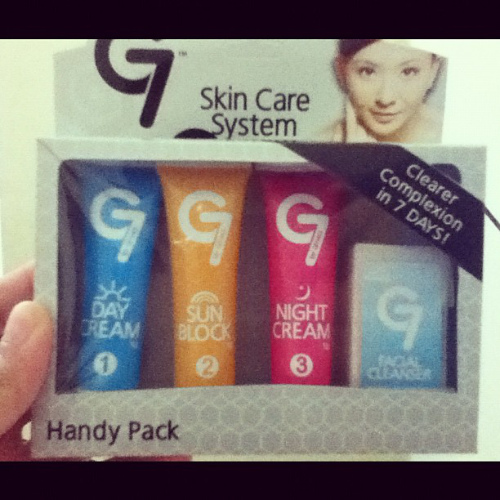 G7™
Skin Care
System
Clearer
Complexion
in 7 DAYS!
G7
DAY
CREAM
1
G7
SUN
BLOCK
2
G7
NIGHT
CREAM
3
G7
FACIAL
CLEANSER
Handy Pack